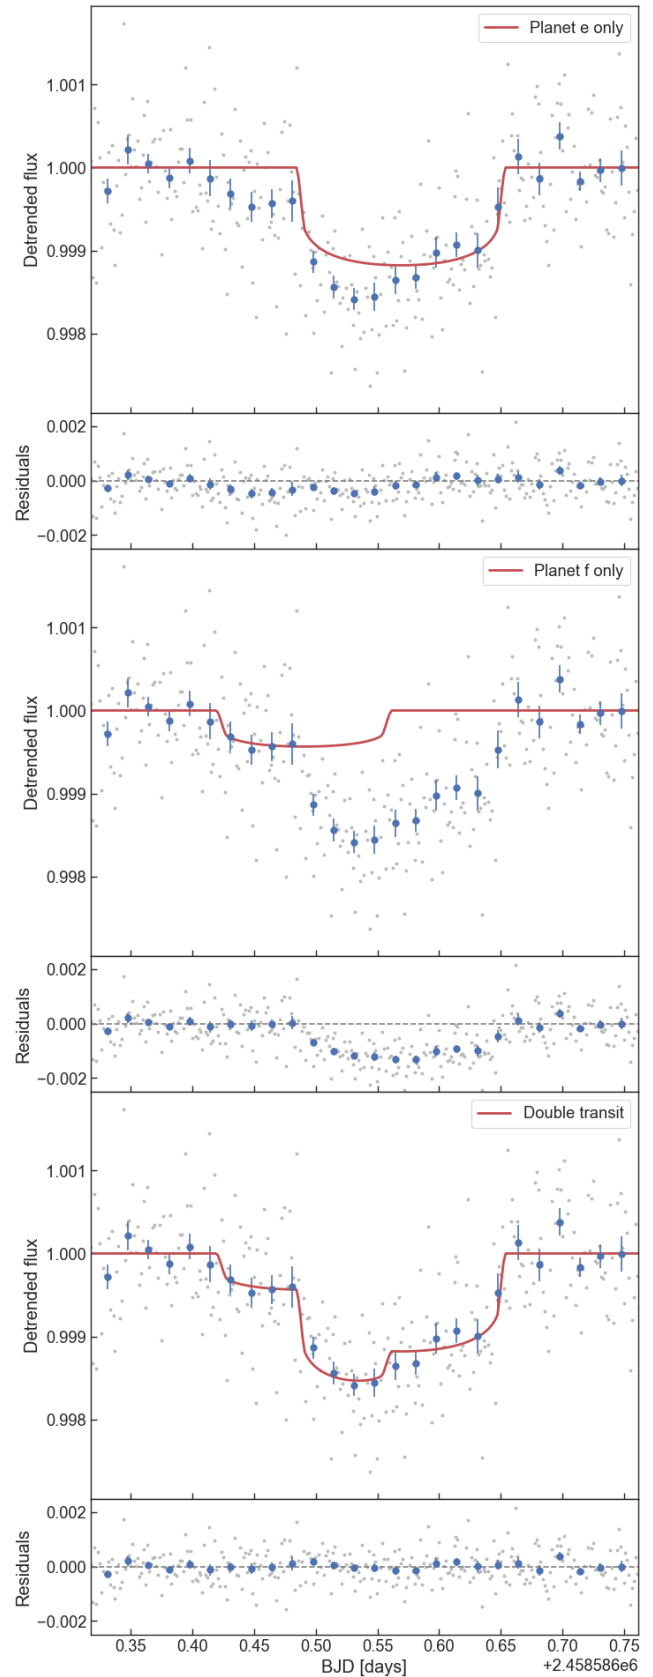 Planet e only
1.001
1.000
0.999
0.998
Detrended flux
0.002
0.000
−0.002
Residuals
Planet f only
1.001
1.000
0.999
0.998
Detrended flux
0.002
0.000
−0.002
Residuals
Double transit
1.001
1.000
0.999
0.998
Detrended flux
0.002
0.000
−0.002
Residuals
0.35 0.40 0.45 0.50 0.55 0.60 0.65 0.70 0.75
BJD [days]
+2.458586e6